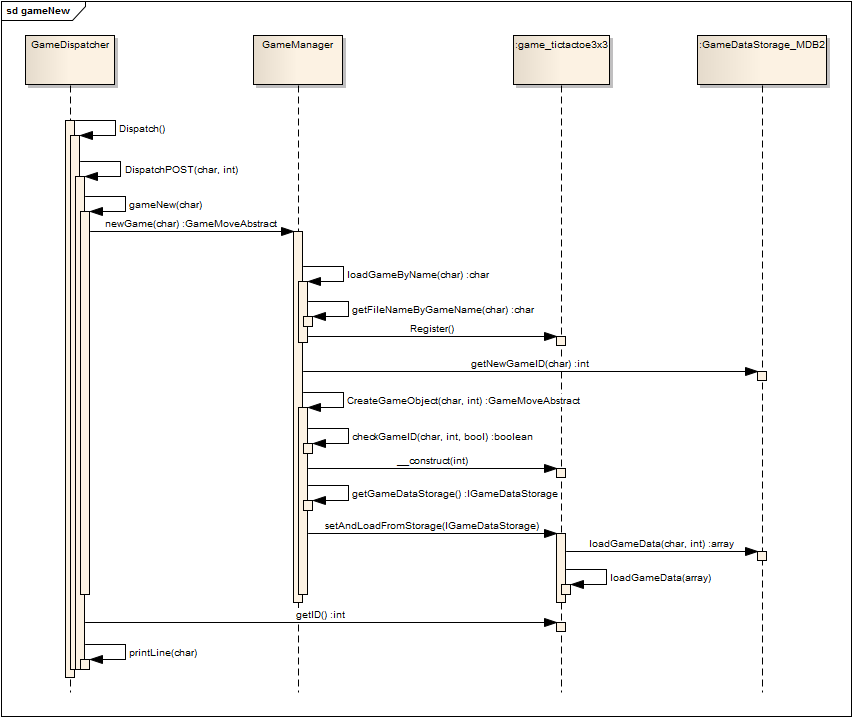 sd gameNew
GameDispatcher
GameManager
:game_tictactoe3x3
:GameDataStorage_MDB2
Dispatch()
DispatchPOST(char, int)
gameNew(char)
newGame(char) :GameMoveAbstract
loadGameByName(char) :char
getFileNameByGameName(char) :char
Register()
getNewGameID(char) :int
CreateGameObject(char, int) :GameMoveAbstract
checkGameID(char, int, bool) :boolean
__construct(int)
getGameDataStorage() :IGameDataStorage
setAndLoadFromStorage(IGameDataStorage)
loadGameData(char, int) :array
loadGameData(array)
getID() :int
printLine(char)